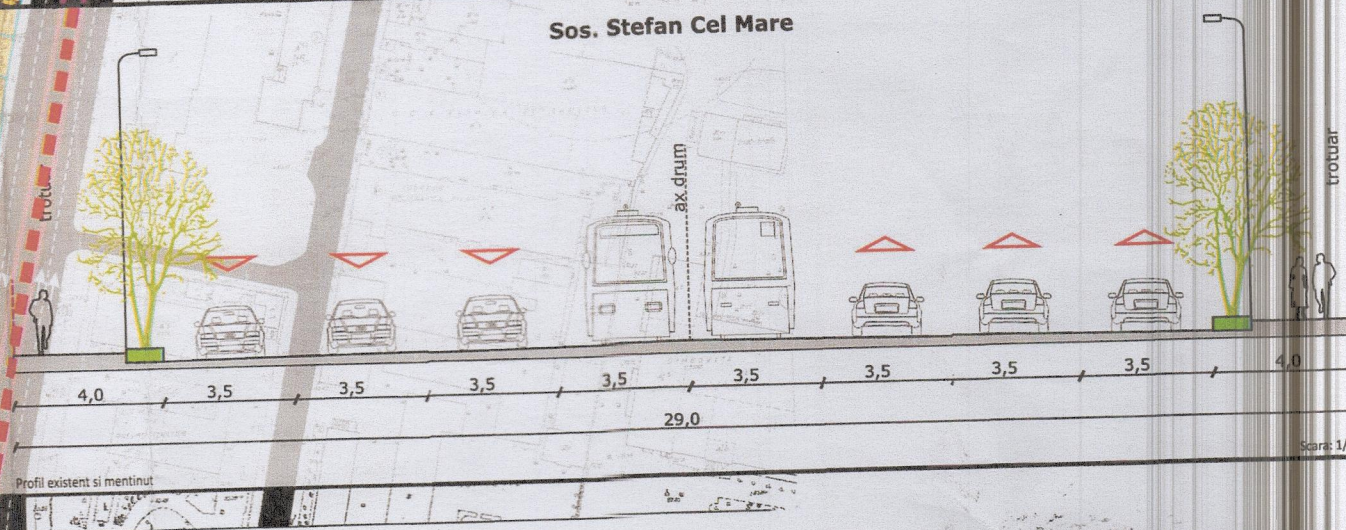 Sos. Stefan Cel Mare
trotuar
ax drum
trotuar
4,0 3,5 3,5 3,5 3,5 3,5 3,5 3,5 3,5 4,0
29,0
Scara: 1/
Profil existent si mentinut